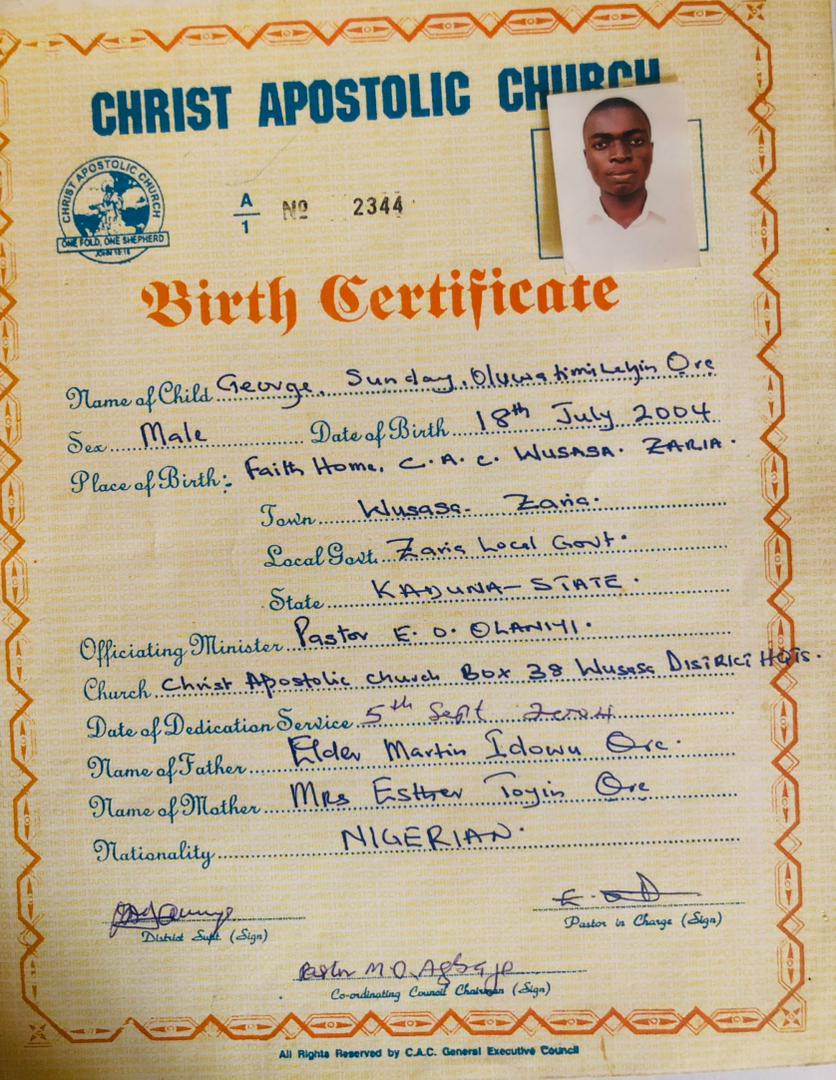 CHRIST APOSTOLIC CHURCH
CHRIST APOSTOLIC CHURCH
ONE FOLD, ONE SHEPHERD
JOHN 10:16
A/1 Nº 2344
Birth Certificate
Name of Child George, Sunday, Oluwatimilehin Ore
Sex Male Date of Birth 18th July 2004
Place of Birth: Faith Home, C.A.C. WUSASA. ZARIA.
Town Wusasa- Zaria.
Local Govt. Zaria Local Govt.
State KADUNA-STATE.
Officiating Minister Pastor E. O. OLANIYI.
Church Christ Apostolic church Box 38 Wusasa DISTRICT HQTS.
Date of Dedication Service 5th Sept 2004
Name of Father Elder Martin Idowu Ore.
Name of Mother Mrs Esther Toyin Ore
Nationality NIGERIAN.
District Supt. (Sign)
Pastor in Charge (Sign)
Pastor M.O. Agbaje
Co-ordinating Council Chairman (Sign)
All Rights Reserved by C.A.C. General Executive Council